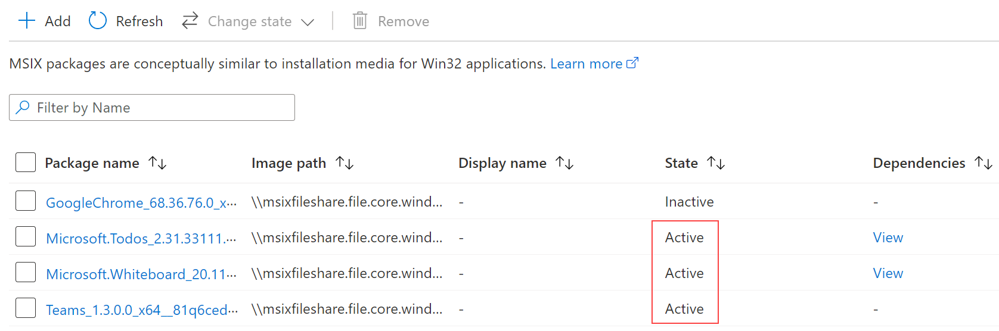 Add Refresh Change state Remove
MSIX packages are conceptually similar to installation media for Win32 applications. Learn more
Filter by Name
Package name Image path Display name State Dependencies
GoogleChrome_68.36.76.0_x... \\msixfileshare.file.core.wind... - Inactive -
Microsoft.Todos_2.31.33111.... \\msixfileshare.file.core.wind... - Active View
Microsoft.Whiteboard_20.11... \\msixfileshare.file.core.wind... - Active View
Teams_1.3.0.0_x64__81q6ced... \\msixfileshare.file.core.wind... - Active -